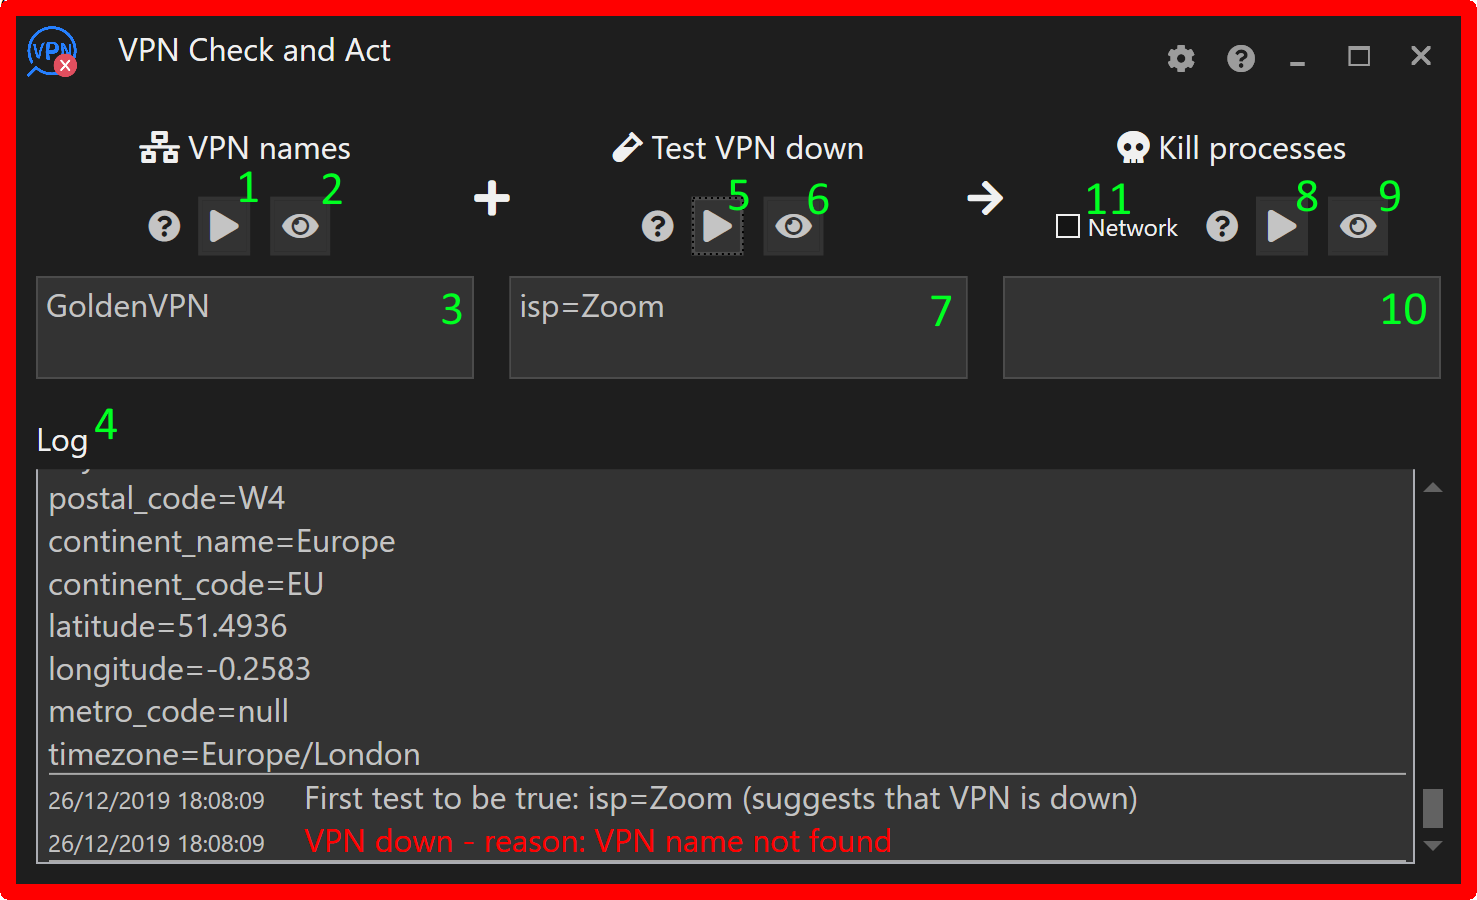 VPN
VPN Check and Act
VPN names
Test VPN down
Kill processes
1
2
5
6
11
Network
8
9
GoldenVPN
3
isp=Zoom
7
10
Log
4
postal_code=W4
continent_name=Europe
continent_code=EU
latitude=51.4936
longitude=-0.2583
metro_code=null
timezone=Europe/London
26/12/2019 18:08:09 First test to be true: isp=Zoom (suggests that VPN is down)
26/12/2019 18:08:09 VPN down - reason: VPN name not found